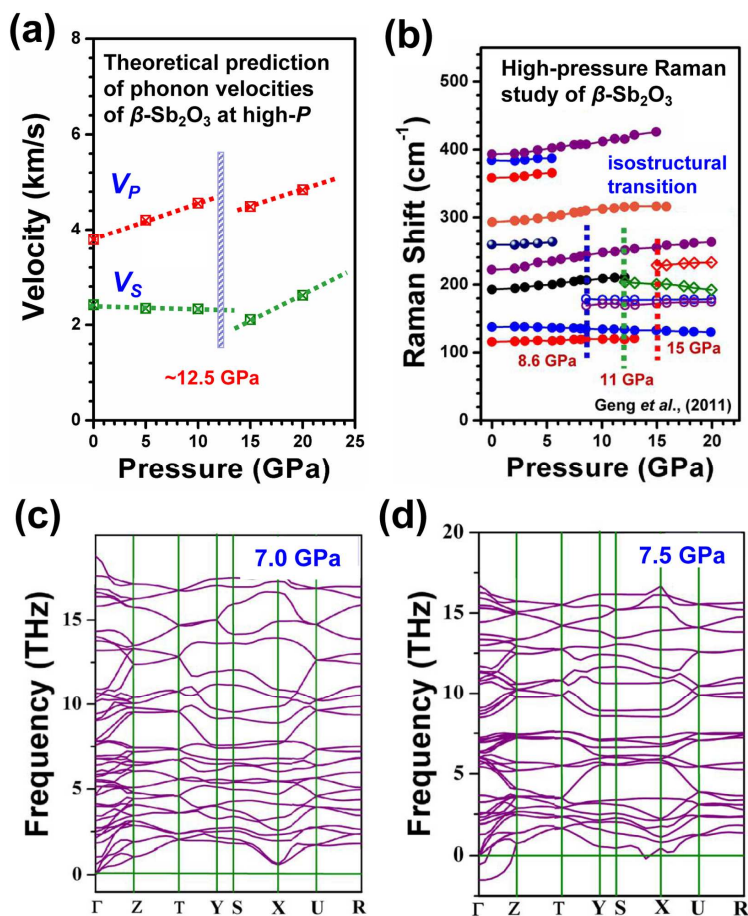 (a)
Theoretical prediction
of phonon velocities
of β-Sb₂O₃ at high-P
V_P
V_S
~12.5 GPa
Velocity (km/s)
8
6
4
2
0
0 5 10 15 20 25
Pressure (GPa)
(b)
High-pressure Raman
study of β-Sb₂O₃
isostructural
transition
8.6 GPa
11 GPa
15 GPa
Geng et al., (2011)
Raman Shift (cm⁻¹)
500
400
300
200
100
0
0 5 10 15 20
Pressure (GPa)
(c)
7.0 GPa
Frequency (THz)
15
10
5
0
Γ Z T Y S X U R
(d)
7.5 GPa
Frequency (THz)
20
15
10
5
0
Γ Z T Y S X U R